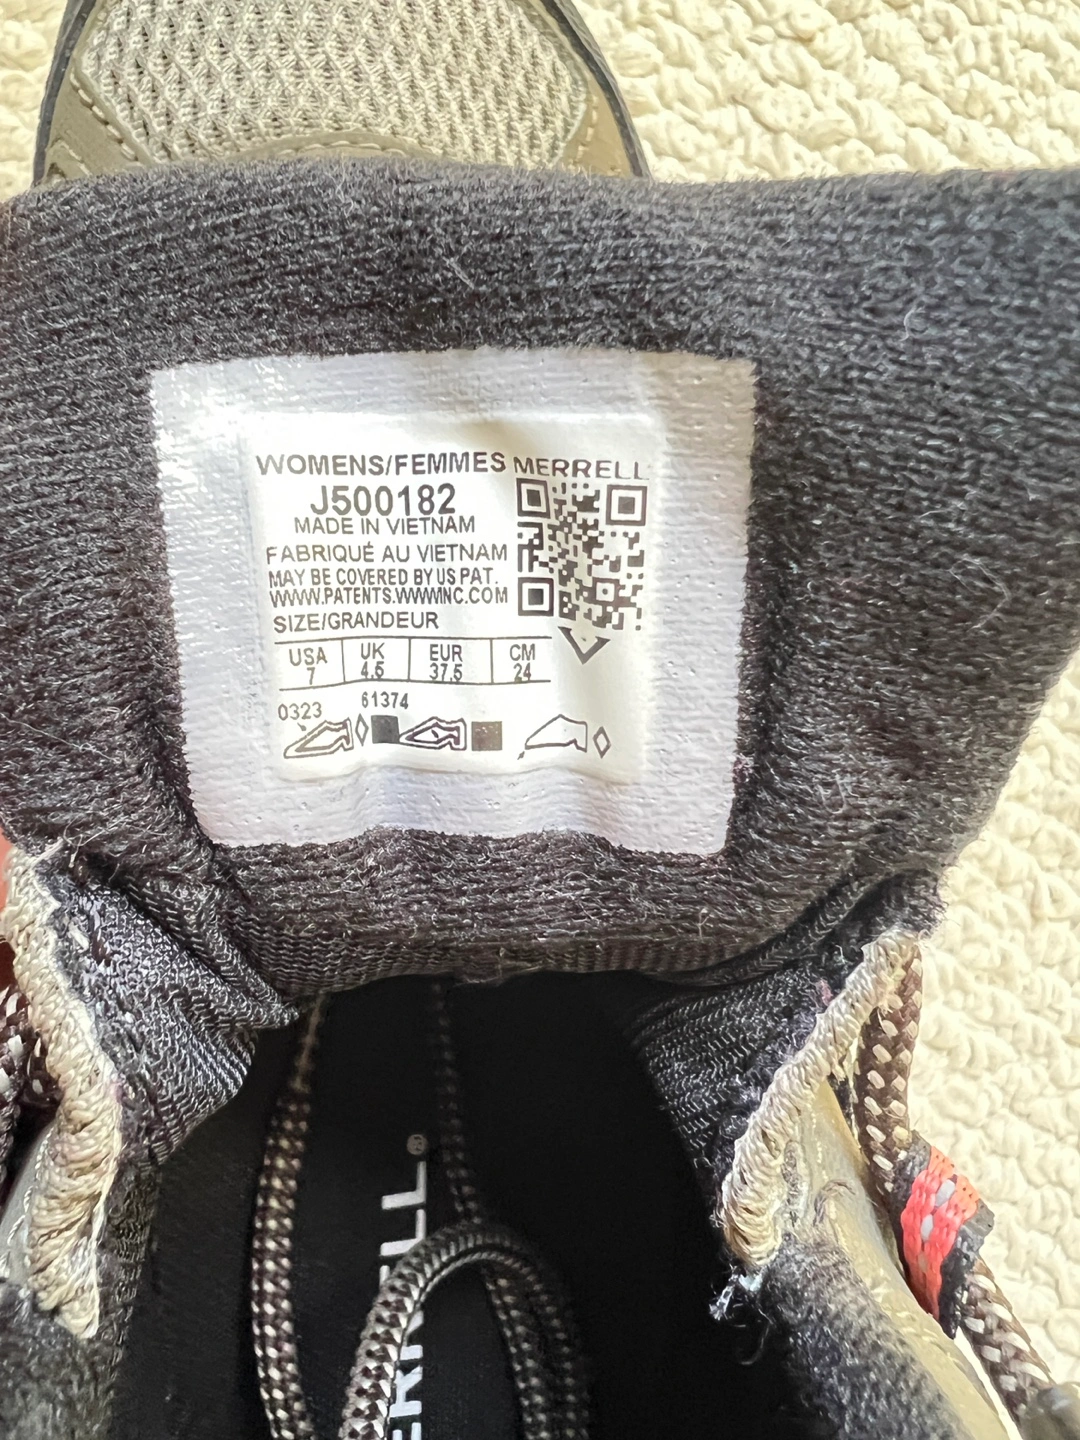 WOMENS/FEMMES MERRELL
J500182
MADE IN VIETNAM
FABRIQUÉ AU VIETNAM
MAY BE COVERED BY US PAT.
WWW.PATENTS.WWWINC.COM
SIZE/GRANDEUR
USA UK EUR CM
7 4.5 37.5 24
0323 61374